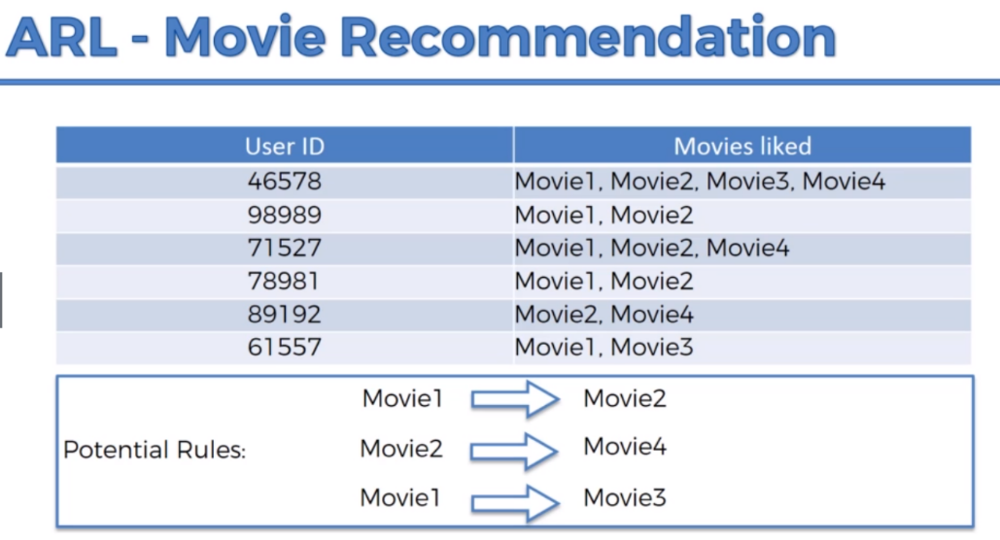 ARL - Movie Recommendation
User ID Movies liked
46578 Movie1, Movie2, Movie3, Movie4
98989 Movie1, Movie2
71527 Movie1, Movie2, Movie4
78981 Movie1, Movie2
89192 Movie2, Movie4
61557 Movie1, Movie3
Movie1 Movie2
Potential Rules: Movie2 Movie4
Movie1 Movie3